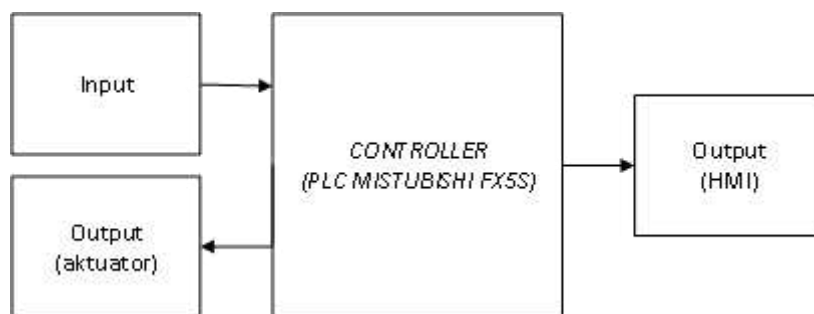 Input
CONTROLLER
(PLC MISTUBISHI FX5S)
Output
(HMI)
Output
(aktuator)